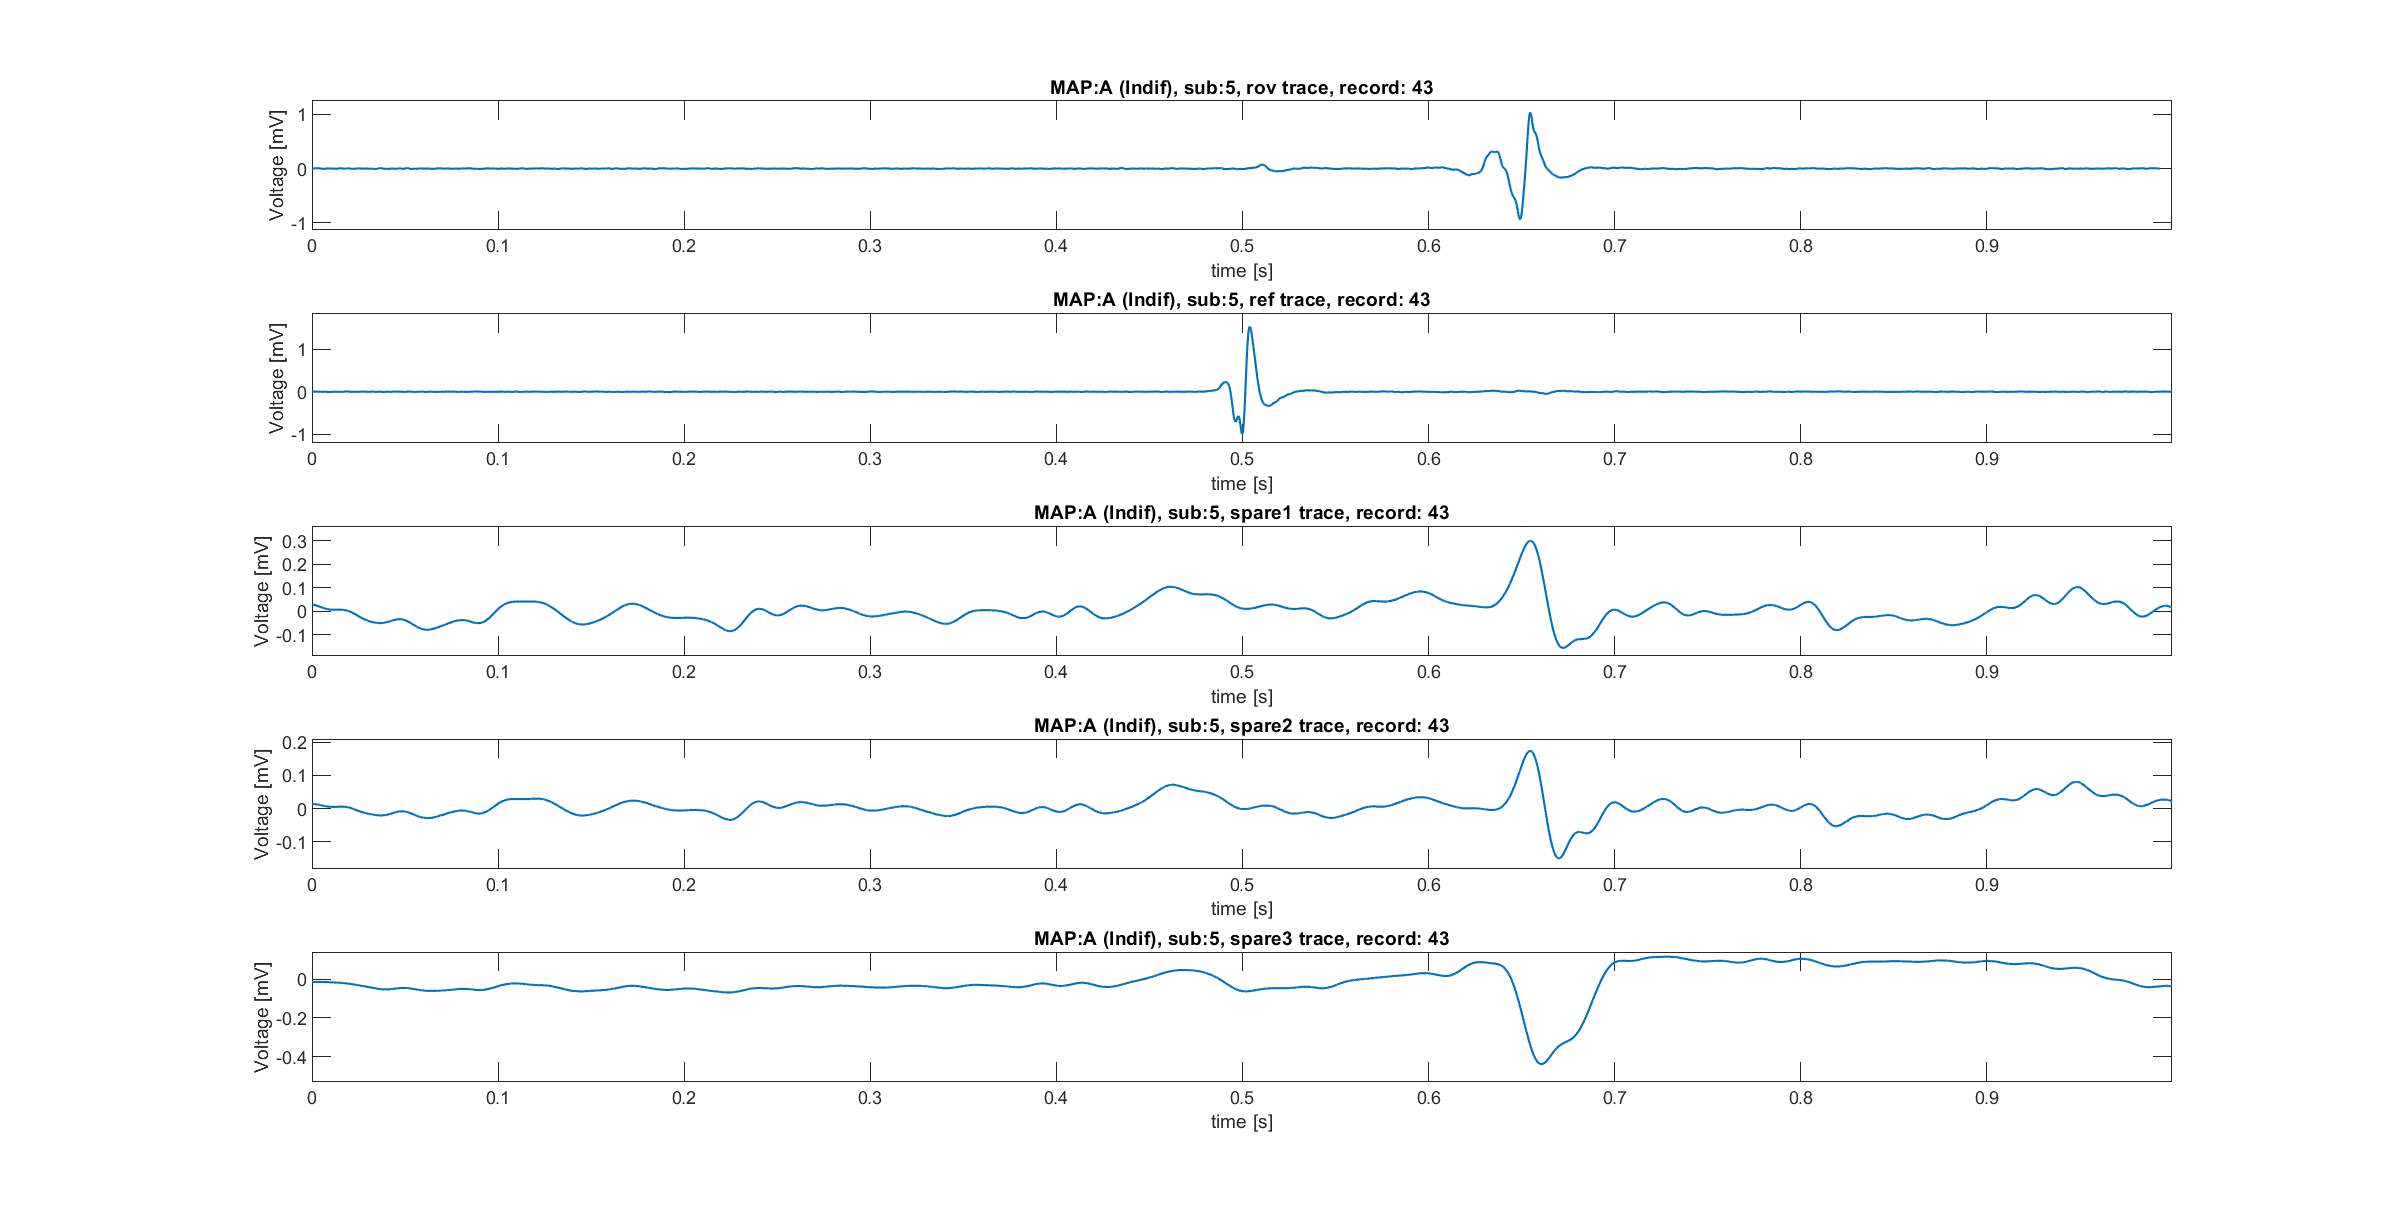 MAP:A (Indif), sub:5, rov trace, record: 43
Voltage [mV]
1
0
-1
0 0.1 0.2 0.3 0.4 0.5 0.6 0.7 0.8 0.9
time [s]
MAP:A (Indif), sub:5, ref trace, record: 43
Voltage [mV]
1
0
-1
0 0.1 0.2 0.3 0.4 0.5 0.6 0.7 0.8 0.9
time [s]
MAP:A (Indif), sub:5, spare1 trace, record: 43
Voltage [mV]
0.3
0.2
0.1
0
-0.1
0 0.1 0.2 0.3 0.4 0.5 0.6 0.7 0.8 0.9
time [s]
MAP:A (Indif), sub:5, spare2 trace, record: 43
Voltage [mV]
0.2
0.1
0
-0.1
0 0.1 0.2 0.3 0.4 0.5 0.6 0.7 0.8 0.9
time [s]
MAP:A (Indif), sub:5, spare3 trace, record: 43
Voltage [mV]
0
-0.2
-0.4
0 0.1 0.2 0.3 0.4 0.5 0.6 0.7 0.8 0.9
time [s]